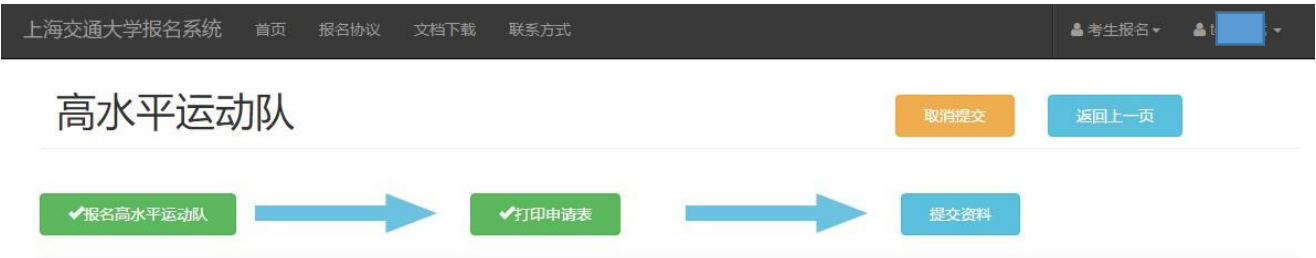 上海交通大学报名系统 首页 报名协议 文档下载 联系方式 考生报名
高水平运动队 取消提交 返回上一页
报名高水平运动队 打印申请表 提交资料